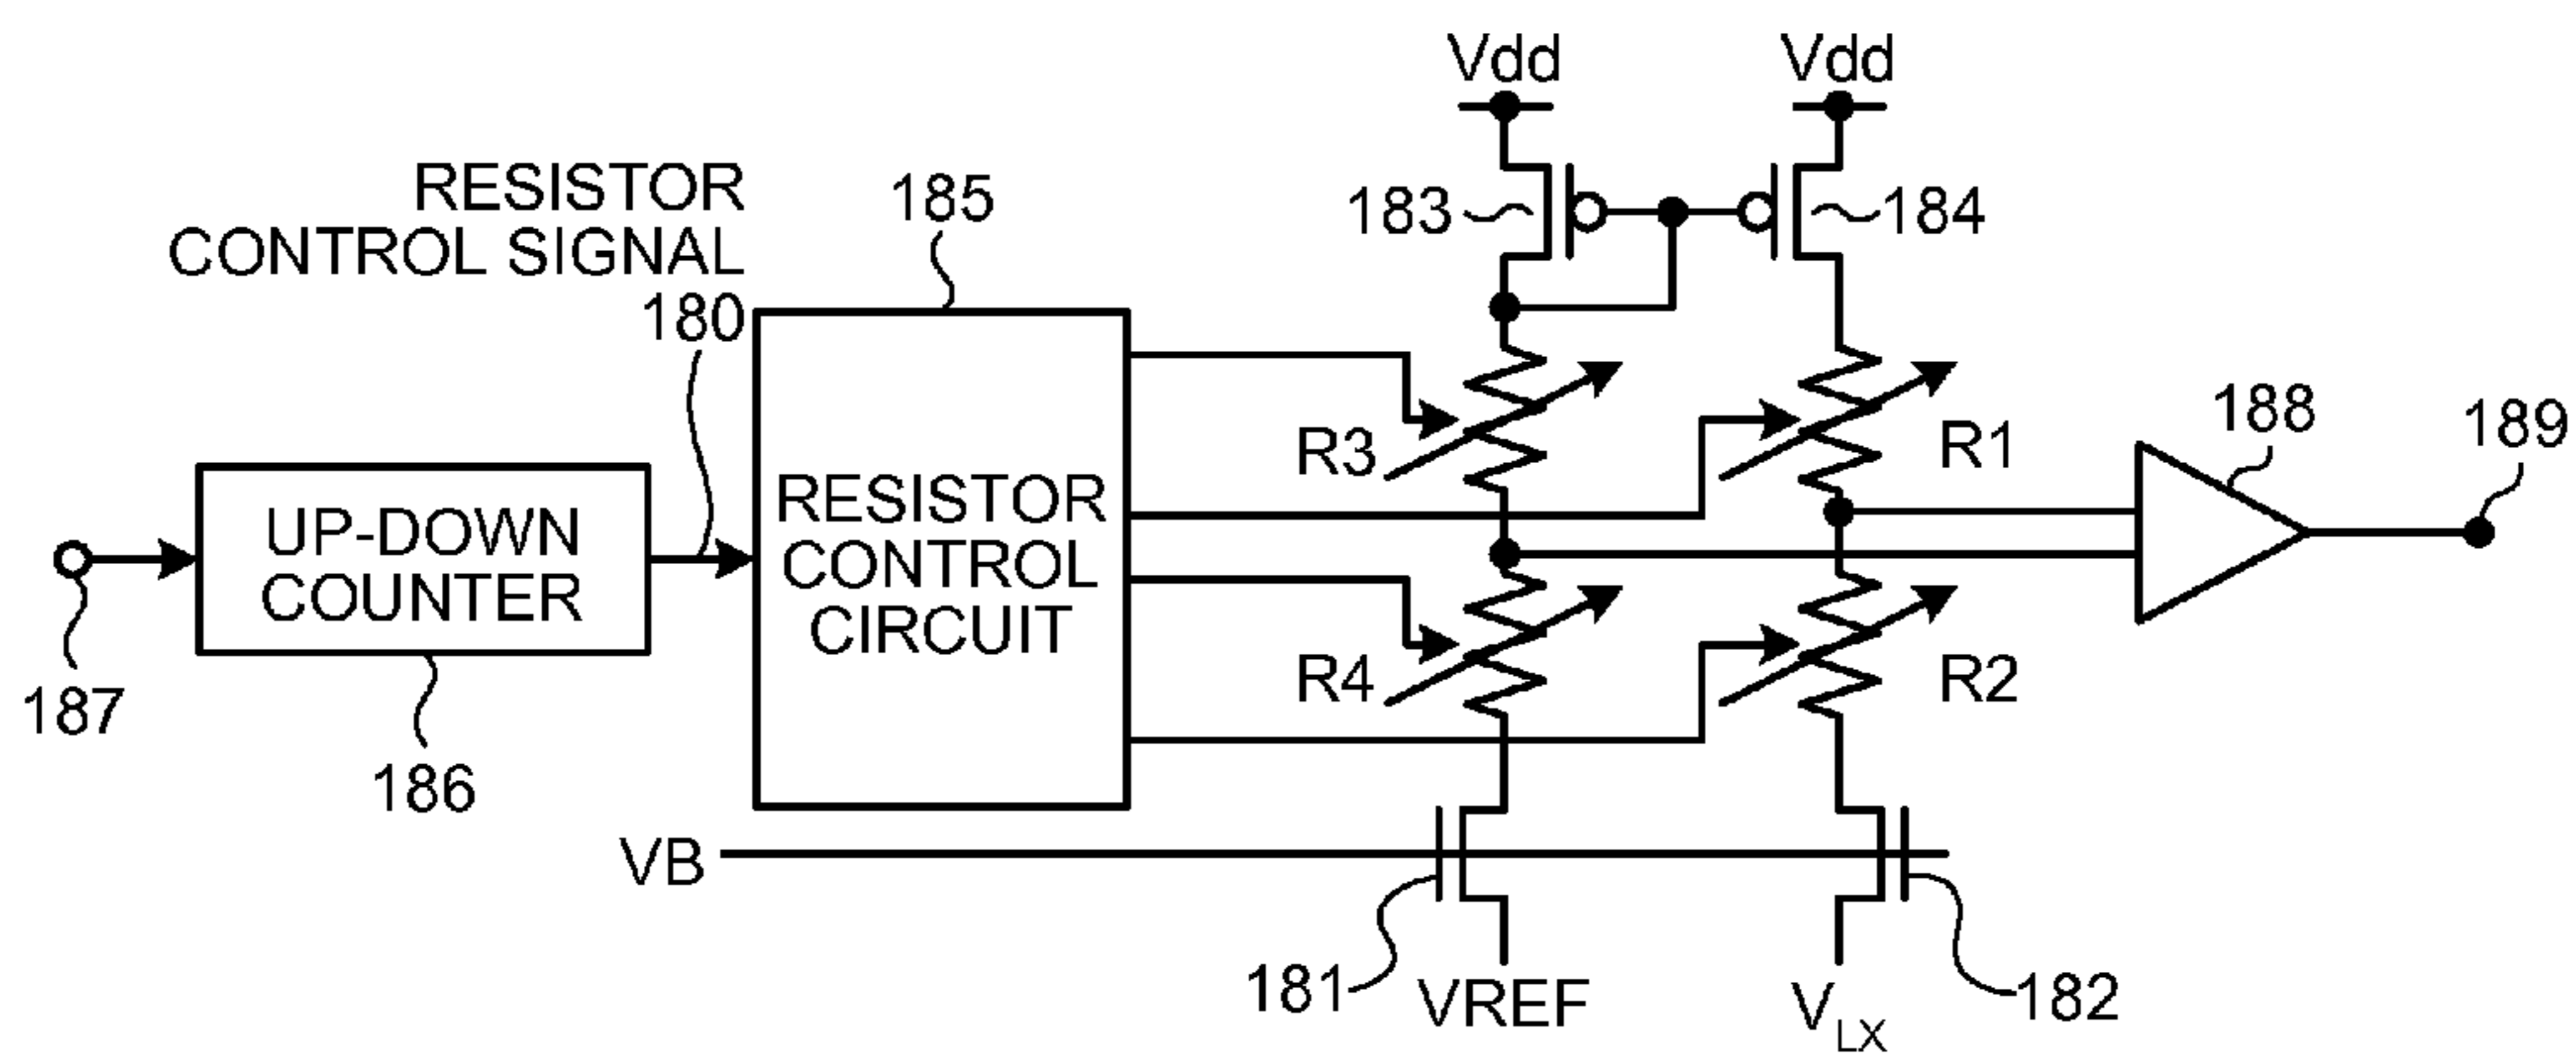 Vdd Vdd
RESISTOR
CONTROL SIGNAL
180
185
183
184
R3
R1
188
189
UP-DOWN
COUNTER
RESISTOR
CONTROL
CIRCUIT
R4
R2
187
186
VB
181
VREF
VLX
182